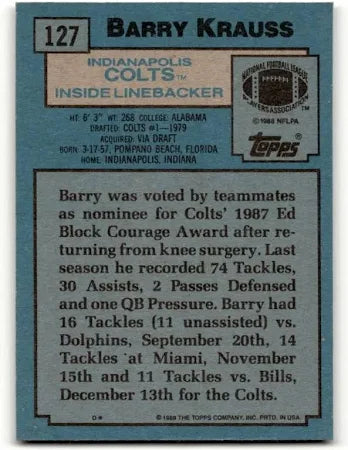 127
BARRY KRAUSS
INDIANAPOLIS
COLTS™
INSIDE LINEBACKER
NATIONAL FOOTBALL LEAGUE
PLAYERS ASSOCIATION
©1988 NFLPA
Topps®
HT: 6' 3" WT: 268 COLLEGE: ALABAMA
DRAFTED: COLTS #1—1979
ACQUIRED: VIA DRAFT
BORN: 3-17-57, POMPANO BEACH, FLORIDA
HOME: INDIANAPOLIS, INDIANA
Barry was voted by teammates
as nominee for Colts' 1987 Ed
Block Courage Award after re-
turning from knee surgery. Last
season he recorded 74 Tackles,
30 Assists, 2 Passes Defensed
and one QB Pressure. Barry had
16 Tackles (11 unassisted) vs.
Dolphins, September 20th, 14
Tackles at Miami, November
15th and 11 Tackles vs. Bills,
December 13th for the Colts.
D*
©1988 THE TOPPS COMPANY, INC. PRTD. IN USA